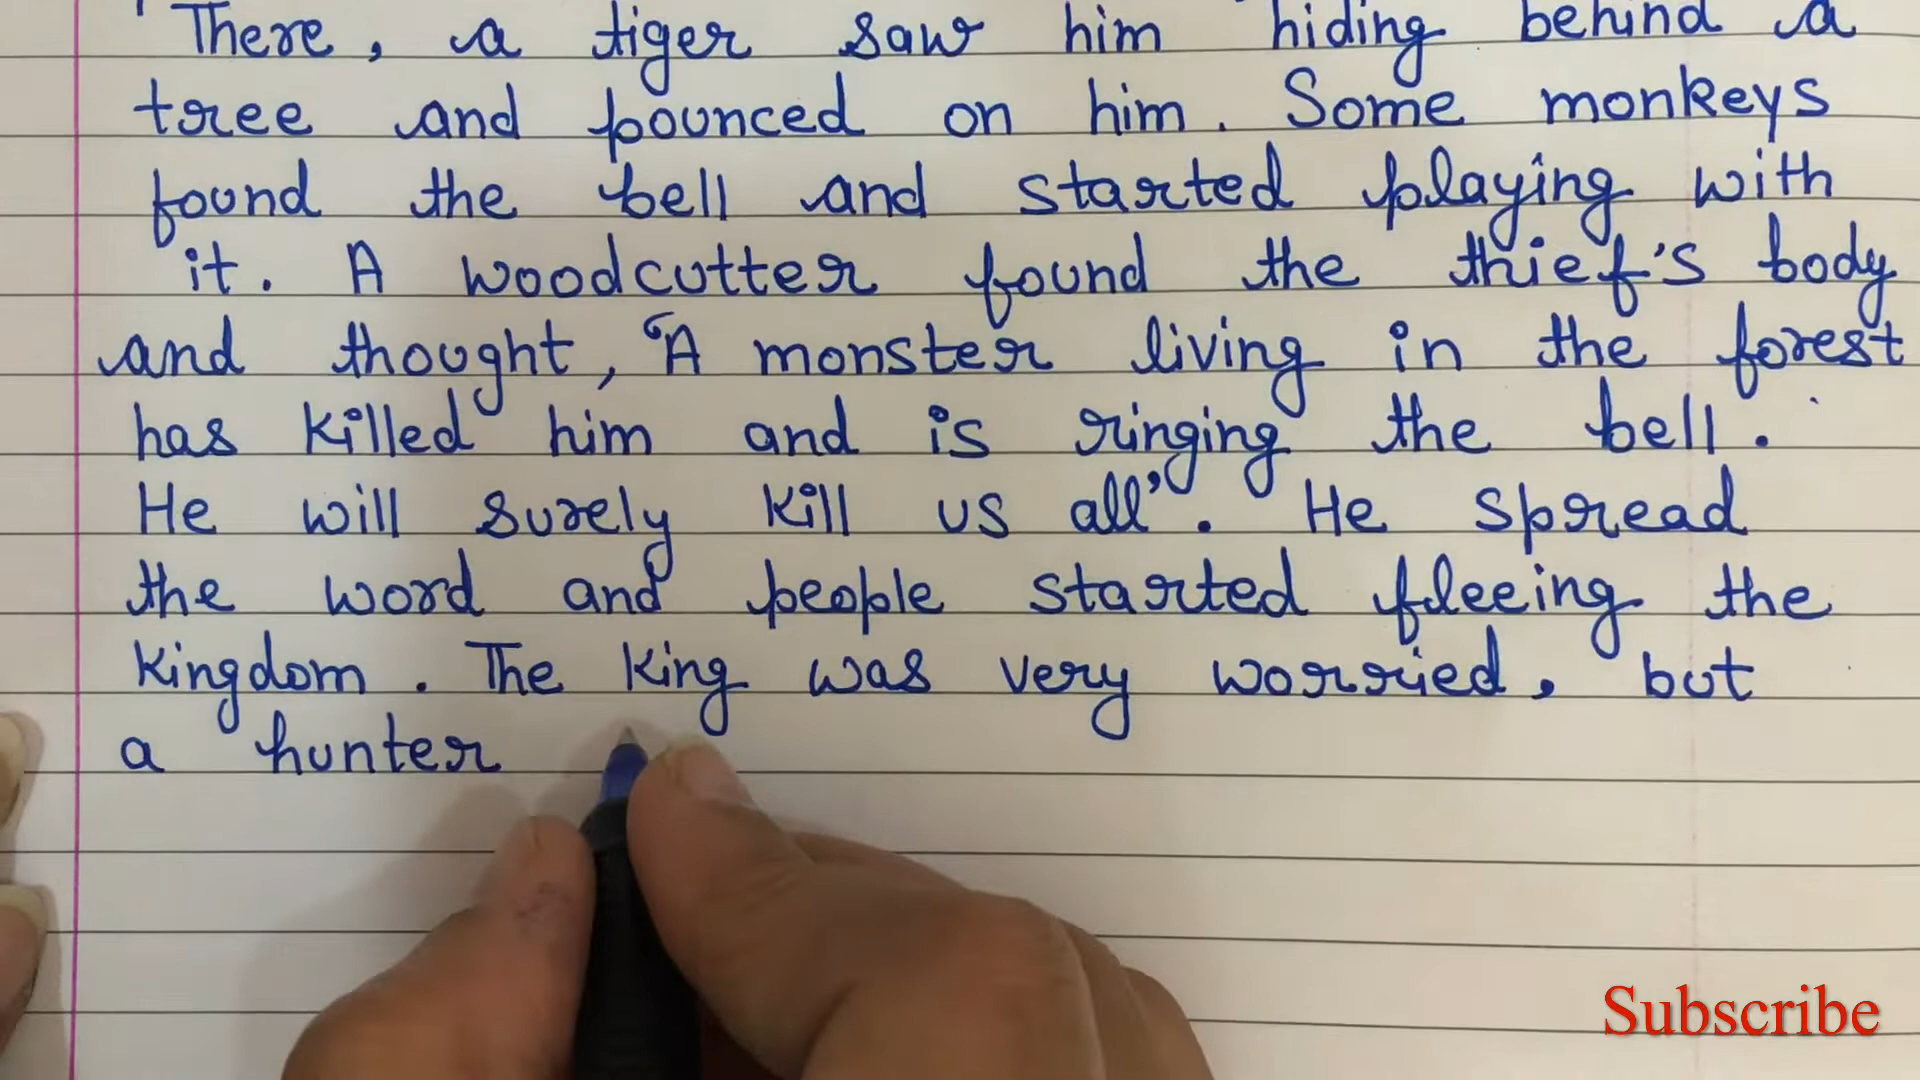 There, a tiger saw him hiding behind a
tree and pounced on him. Some monkeys
found the bell and started playing with
it. A woodcutter found the thief's body
and thought, "A monster living in the forest
has killed him and is ringing the bell.
He will surely kill us all". He spread
the word and people started fleeing the
kingdom. The king was very worried, but
a hunter
Subscribe